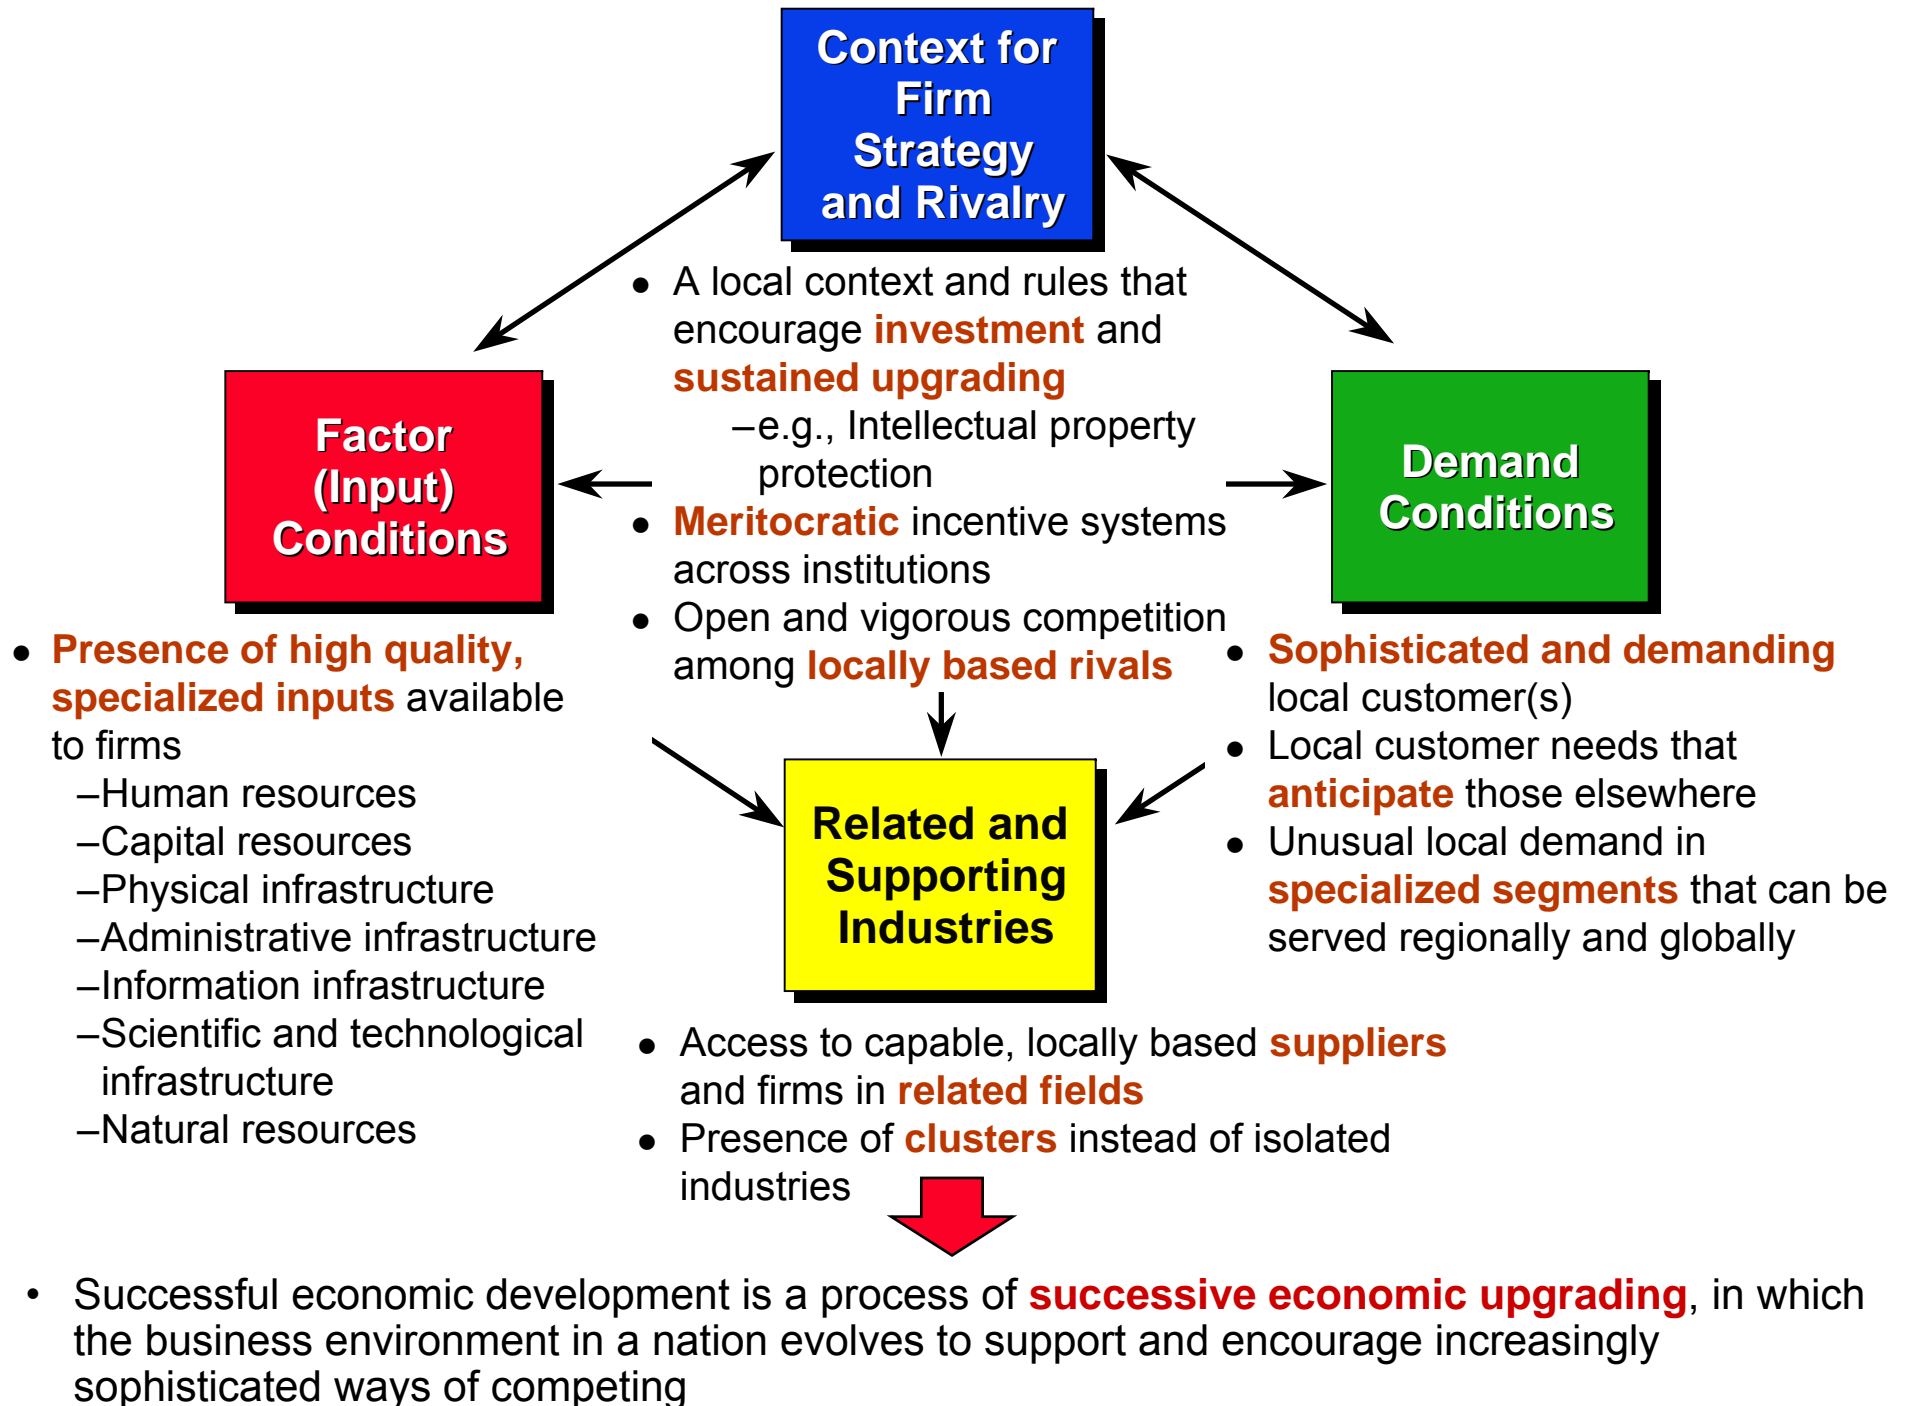 Context for
Firm
Strategy
and Rivalry
● A local context and rules that
encourage investment and
sustained upgrading
–e.g., Intellectual property
protection
● Meritocratic incentive systems
across institutions
● Open and vigorous competition
among locally based rivals
Factor
(Input)
Conditions
● Presence of high quality,
specialized inputs available
to firms
–Human resources
–Capital resources
–Physical infrastructure
–Administrative infrastructure
–Information infrastructure
–Scientific and technological
infrastructure
–Natural resources
Demand
Conditions
● Sophisticated and demanding
local customer(s)
● Local customer needs that
anticipate those elsewhere
● Unusual local demand in
specialized segments that can be
served regionally and globally
Related and
Supporting
Industries
● Access to capable, locally based suppliers
and firms in related fields
● Presence of clusters instead of isolated
industries
• Successful economic development is a process of successive economic upgrading, in which
the business environment in a nation evolves to support and encourage increasingly
sophisticated ways of competing